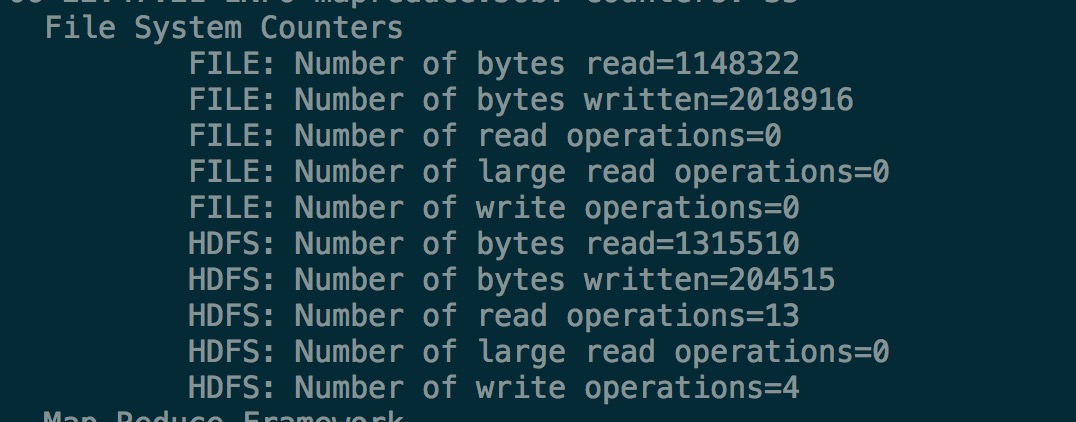 INFO mapreduce.Job: Counters: 35
File System Counters
FILE: Number of bytes read=1148322
FILE: Number of bytes written=2018916
FILE: Number of read operations=0
FILE: Number of large read operations=0
FILE: Number of write operations=0
HDFS: Number of bytes read=1315510
HDFS: Number of bytes written=204515
HDFS: Number of read operations=13
HDFS: Number of large read operations=0
HDFS: Number of write operations=4
Map-Reduce Framework